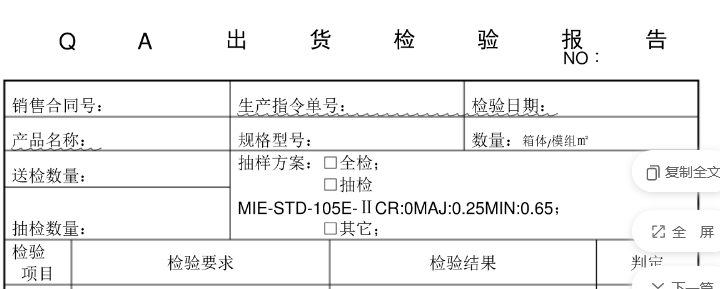 QA出货检验报告
NO：
销售合同号： 生产指令单号： 检验日期：
产品名称： 规格型号： 数量：箱体/模组㎡
送检数量： 抽样方案：□全检；
□抽检
MIE-STD-105E-ⅡCR:0MAJ:0.25MIN:0.65；
抽检数量： □其它；
检验项目 检验要求 检验结果 判定
复制全文
全屏
下一篇